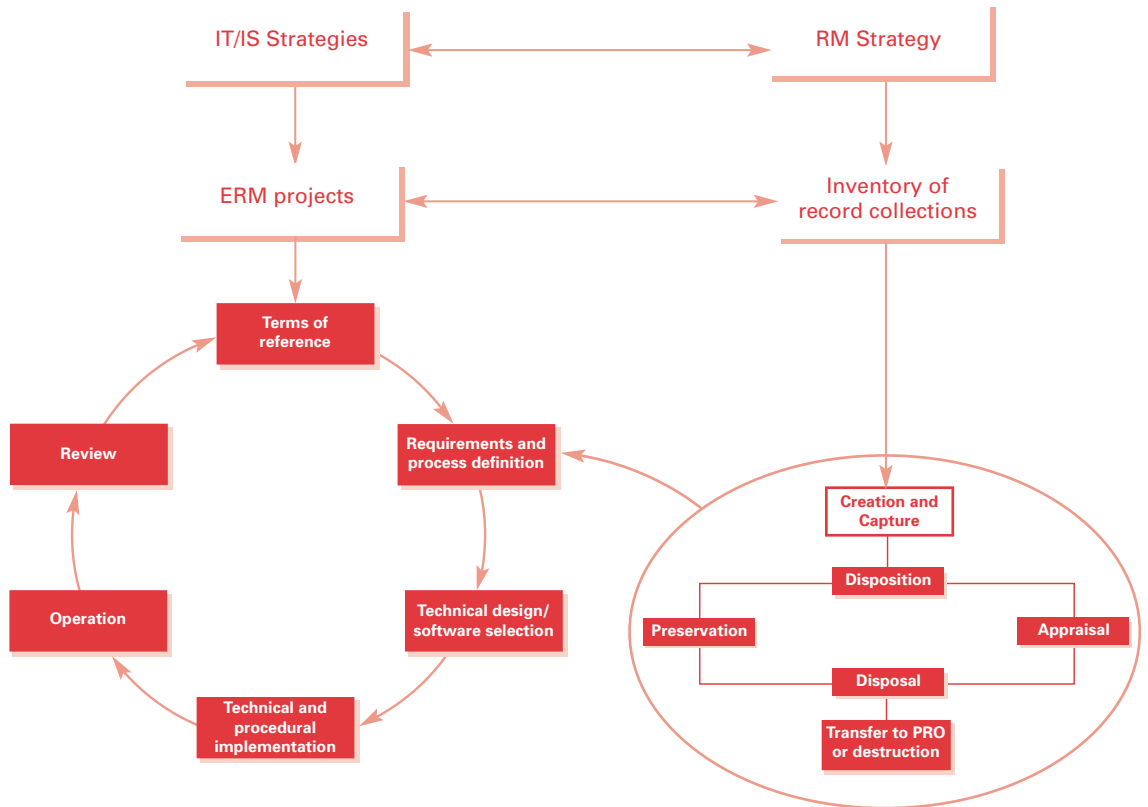 IT/IS Strategies
RM Strategy
ERM projects
Inventory of
record collections
Terms of
reference
Review
Requirements and
process definition
Creation and
Capture
Disposition
Operation
Technical design/
software selection
Preservation
Appraisal
Disposal
Technical and
procedural
implementation
Transfer to PRO
or destruction